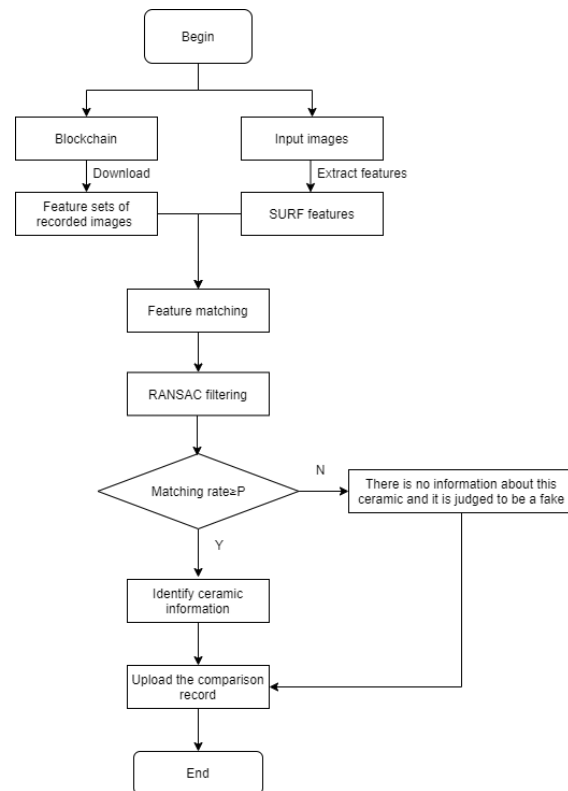 Begin
Blockchain
Input images
Download
Extract features
Feature sets of
recorded images
SURF features
Feature matching
RANSAC filtering
Matching rate≥P
N
There is no information about this
ceramic and it is judged to be a fake
Y
Identify ceramic
information
Upload the comparison
record
End